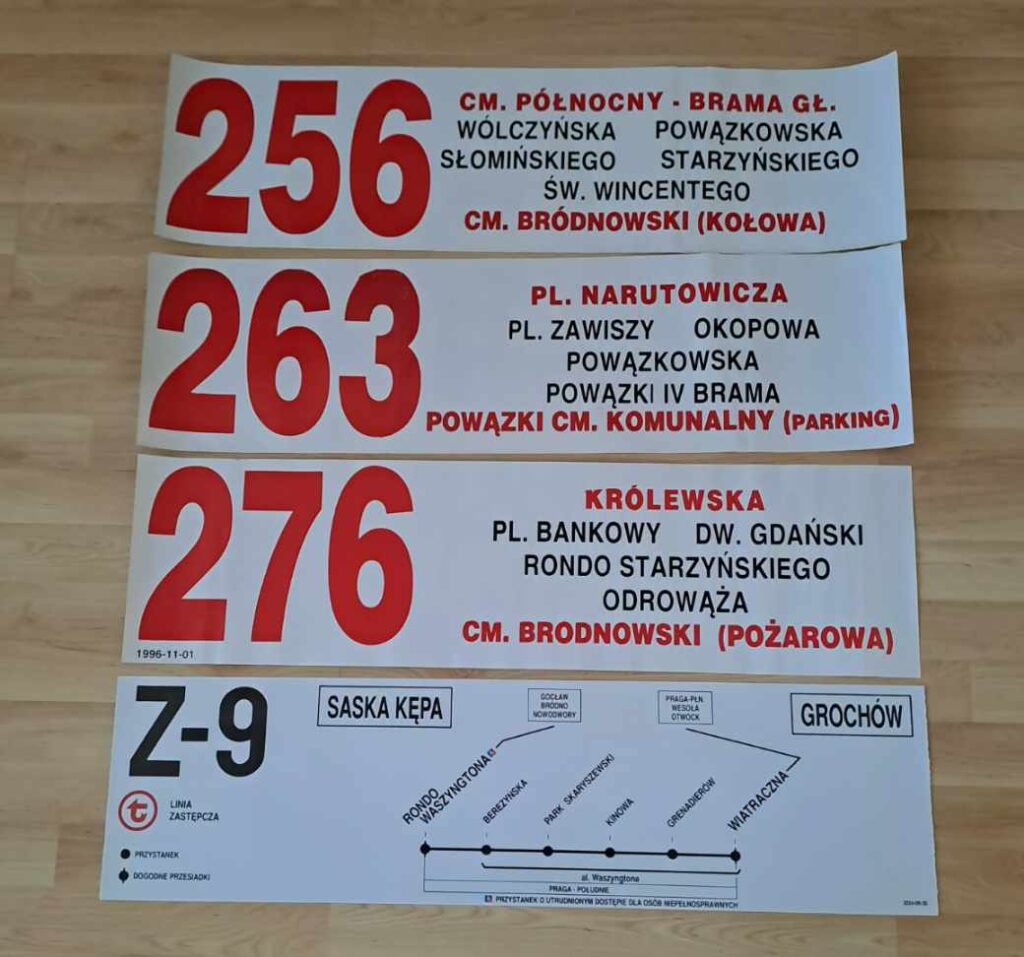 256
CM. PÓŁNOCNY - BRAMA GŁ.
WÓLCZYŃSKA POWĄZKOWSKA
SŁOMIŃSKIEGO STARZYŃSKIEGO
ŚW. WINCENTEGO
CM. BRÓDNOWSKI (KOŁOWA)
263
PL. NARUTOWICZA
PL. ZAWISZY OKOPOWA
POWĄZKOWSKA
POWĄZKI IV BRAMA
POWĄZKI CM. KOMUNALNY (PARKING)
276
KRÓLEWSKA
PL. BANKOWY DW. GDAŃSKI
RONDO STARZYŃSKIEGO
ODROWĄŻA
CM. BRODNOWSKI (POŻAROWA)
1996-11-01
Z-9
SASKA KĘPA
GOCŁAW
BRÓDNO
NOWODWORY
PRAGA-PŁN.
WESOŁA
OTWOCK
GROCHÓW
t
LINIA
ZASTĘPCZA
PRZYSTANEK
DOGODNE PRZESIADKI
RONDO
WASZYNGTONA
BEREZYŃSKA
PARK SKARYSZEWSKI
KINOWA
GRENADIERÓW
WIATRACZNA
al. Waszyngtona
PRAGA - POŁUDNIE
PRZYSTANEK O UTRUDNIONYM DOSTĘPIE DLA OSÓB NIEPEŁNOSPRAWNYCH